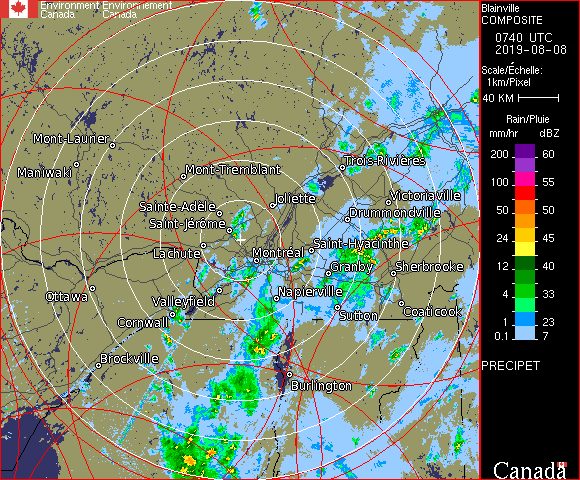 Environment Environnement
Canada Canada
Blainville
COMPOSITE
0740 UTC
2019-08-08
Scale/Échelle:
1km/Pixel
40 KM
Rain/Pluie
mm/hr dBZ
200 60
100 55
50 50
24 45
12 40
4 33
1 23
0.1 7
PRECIPET
Mont-Laurier
Maniwaki
Mont-Tremblant
Trois-Rivières
Sainte-Adèle
Joliette
Victoriaville
Saint-Jérôme
Drummondville
Lachute
Montréal
Saint-Hyacinthe
Granby
Sherbrooke
Ottawa
Valleyfield
Napierville
Cornwall
Sutton
Coaticook
Brockville
Burlington
Canada